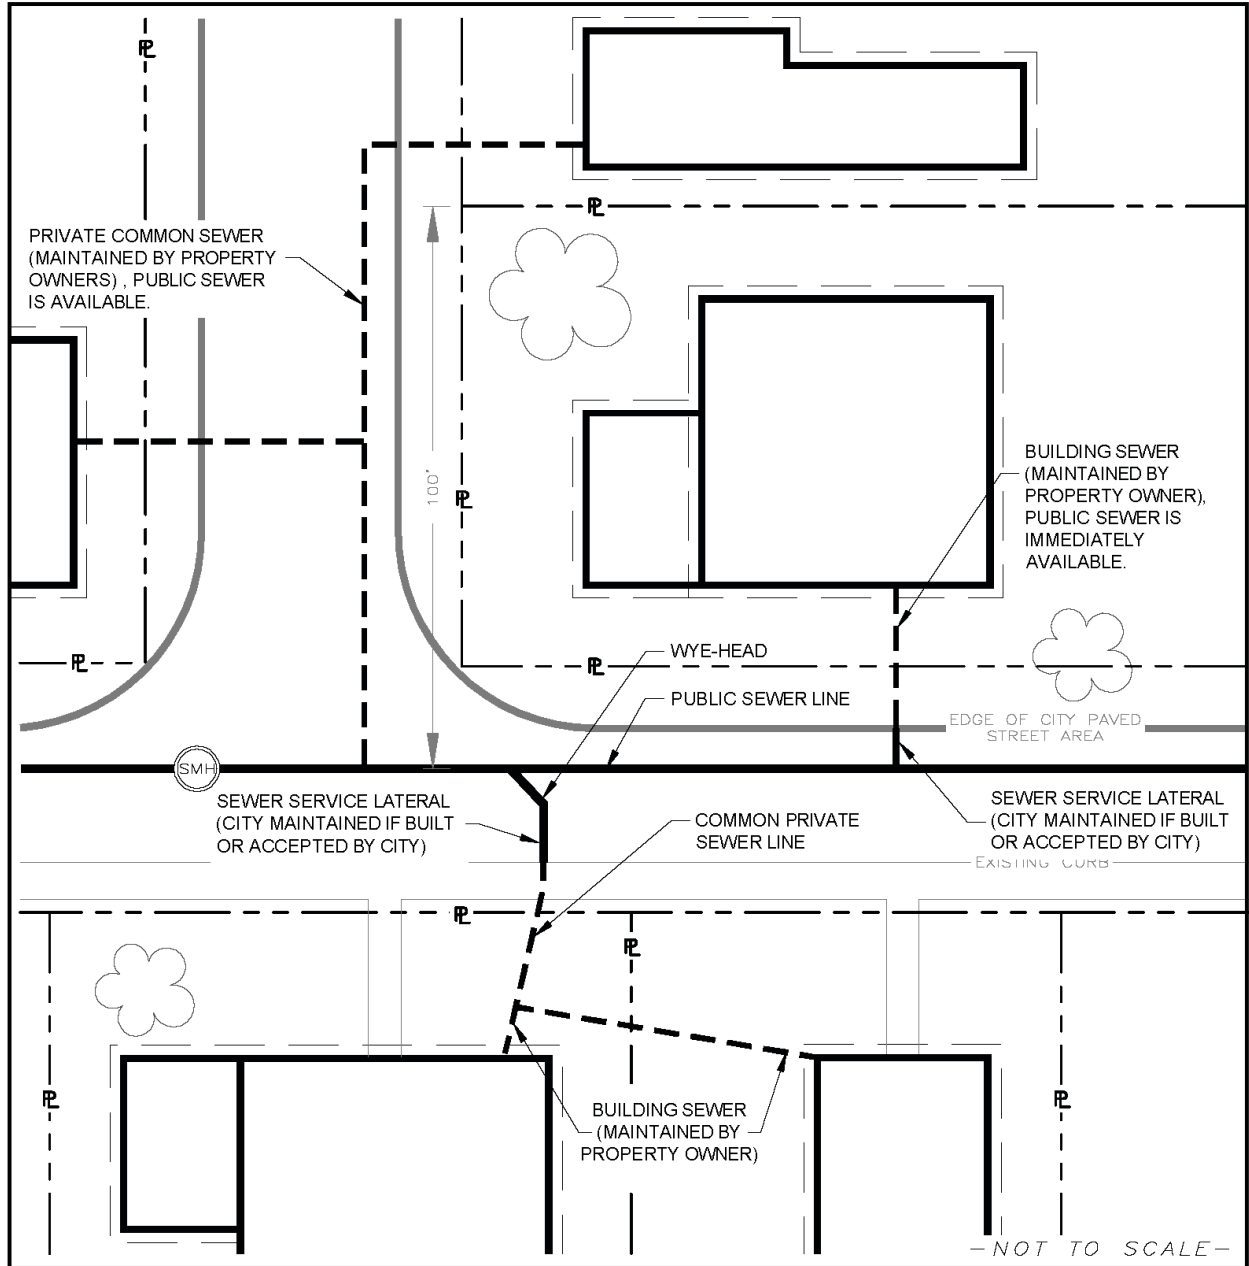 PL
PL
PRIVATE COMMON SEWER
(MAINTAINED BY PROPERTY
OWNERS) , PUBLIC SEWER
IS AVAILABLE.
100'
PL
BUILDING SEWER
(MAINTAINED BY
PROPERTY OWNER),
PUBLIC SEWER IS
IMMEDIATELY
AVAILABLE.
WYE-HEAD
PL
PL
PUBLIC SEWER LINE
EDGE OF CITY PAVED
STREET AREA
SMH
SEWER SERVICE LATERAL
(CITY MAINTAINED IF BUILT
OR ACCEPTED BY CITY)
COMMON PRIVATE
SEWER LINE
SEWER SERVICE LATERAL
(CITY MAINTAINED IF BUILT
OR ACCEPTED BY CITY)
EXISTING CURB
PL
PL
PL
PL
BUILDING SEWER
(MAINTAINED BY
PROPERTY OWNER)
-NOT TO SCALE-